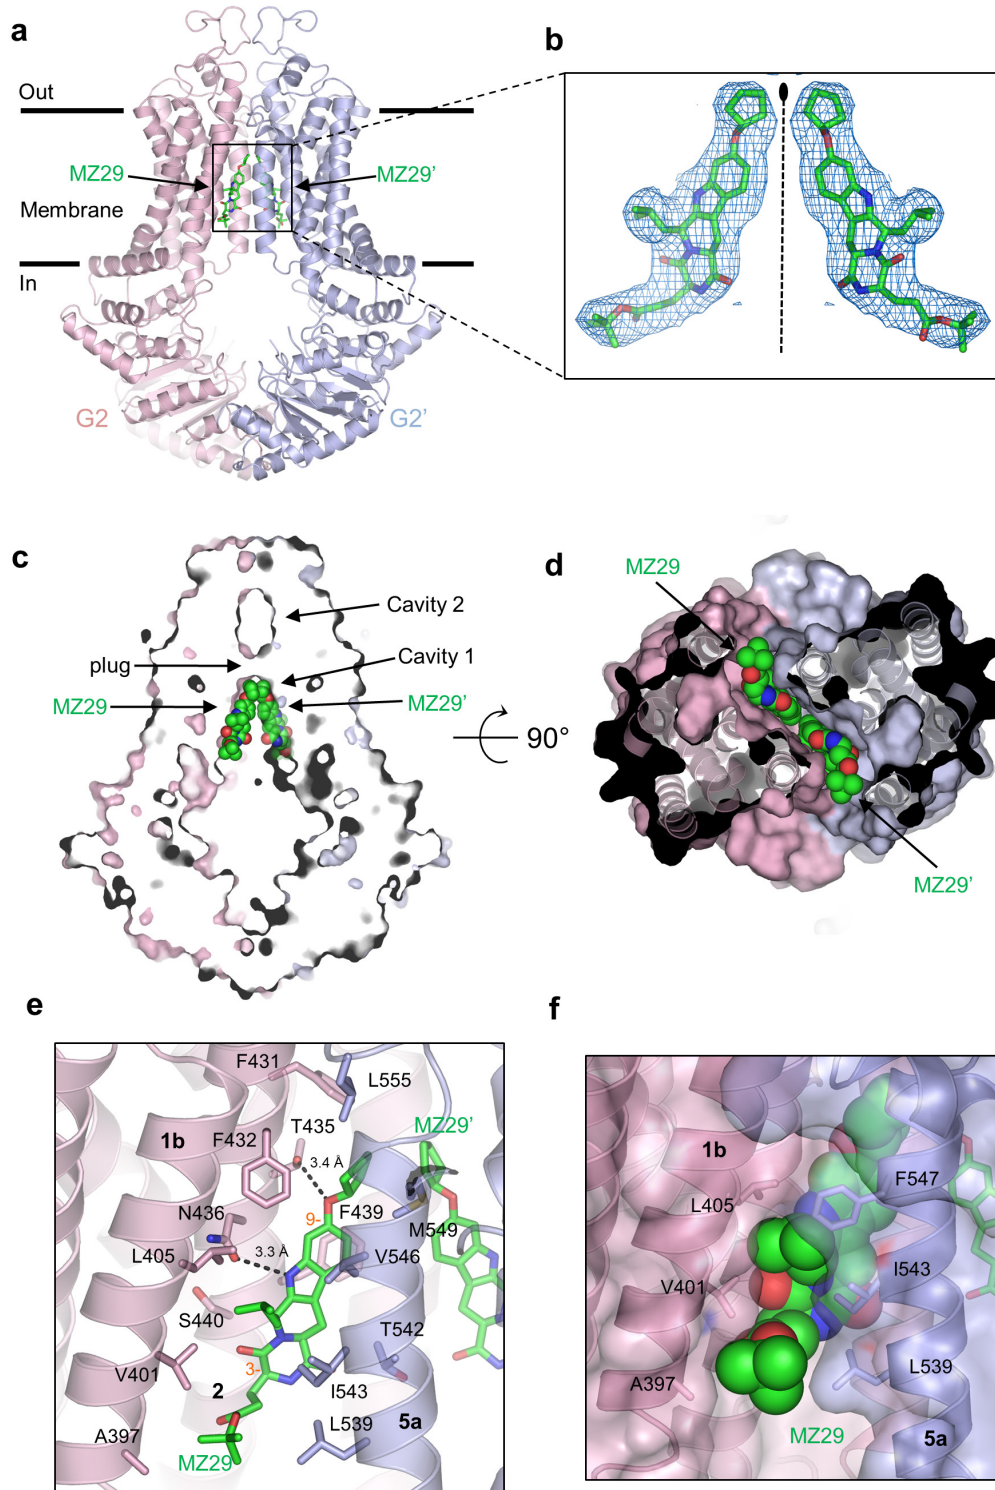 a
Out
MZ29
MZ29’
Membrane
In
G2
G2’
b
c
Cavity 2
plug
Cavity 1
MZ29
MZ29’
90°
d
MZ29
MZ29’
e
F431
L555
1b
F432
T435
MZ29’
3.4 Å
N436
9-
F439
L405
3.3 Å
M549
V546
S440
T542
V401
3-
2
I543
A397
L539
5a
MZ29
f
1b
F547
L405
I543
V401
L539
A397
MZ29
5a